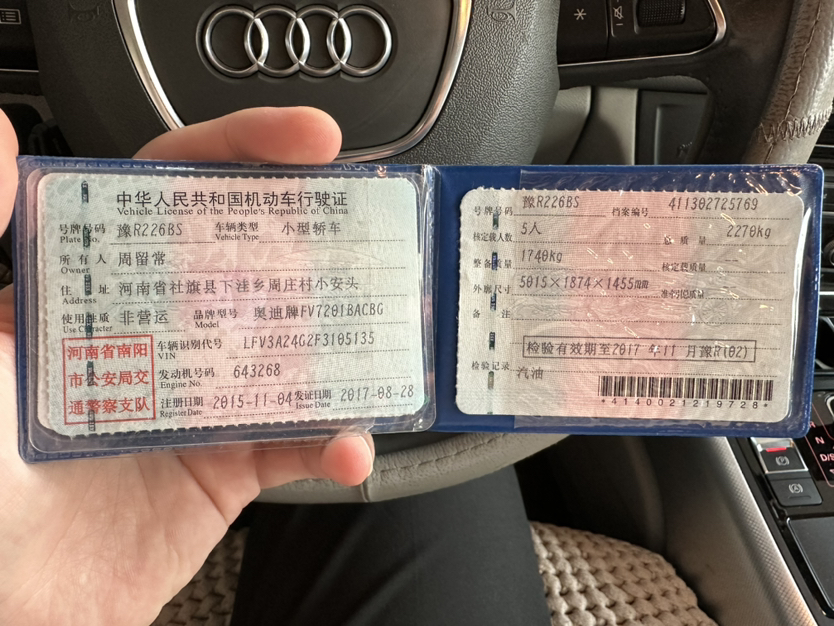 中华人民共和国机动车行驶证
Vehicle License of the People's Republic of China
号牌号码 豫R226BS 车辆类型 小型轿车
Plate No. Vehicle Type
所有人 周留常
Owner
住址 河南省社旗县下洼乡周庄村小安头
Address
使用性质 非营运 品牌型号 奥迪牌FV7201BACBG
Use Character Model
河南省南阳
市公安局交
通警察支队
车辆识别代号 LFV3A24G2F3105135
VIN
发动机号码 643268
Engine No.
注册日期 2015-11-04 发证日期 2017-08-28
Register Date Issue Date
号牌号码 豫R226BS 档案编号 411302725769
核定载人数 5人 总质量 2270kg
整备质量 1740kg 核定载质量
外廓尺寸 5015×1874×1455mm 准牵引总质量
备注
检验有效期至2017年11月豫R(02)
检验记录
汽油
*4140021219728*
N
D/S
(A)